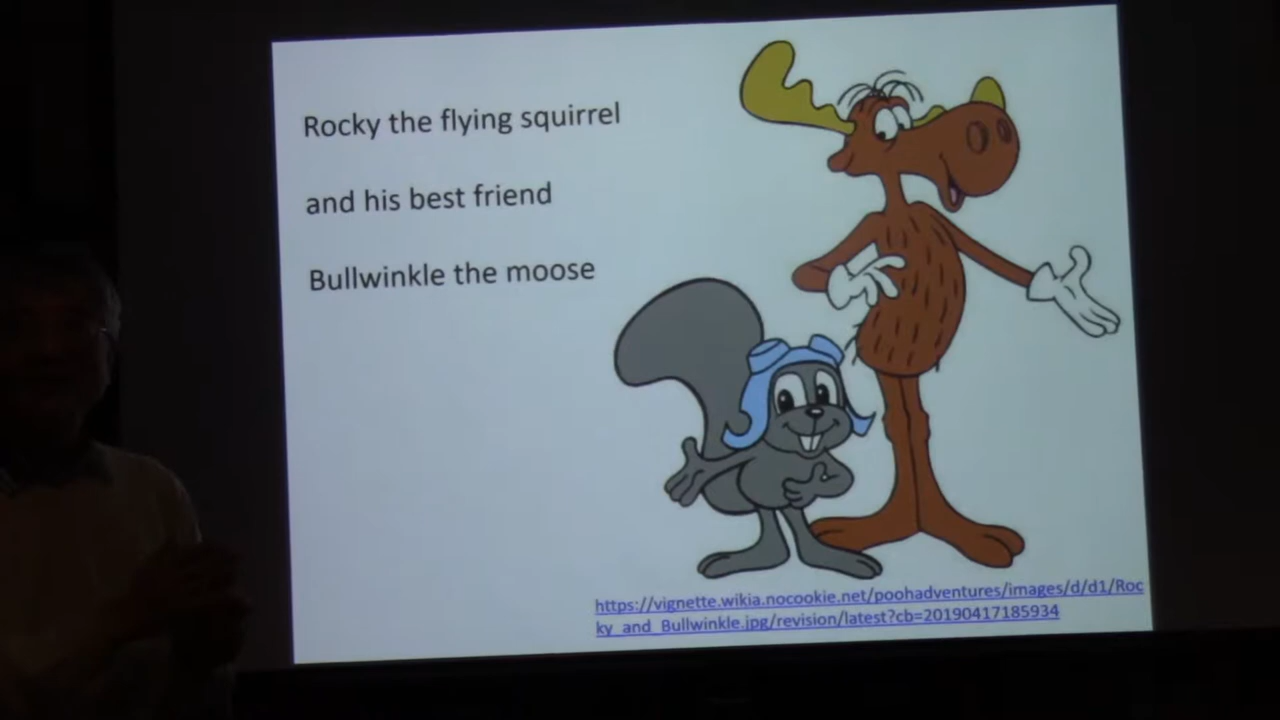 Rocky the flying squirrel
and his best friend
Bullwinkle the moose
https://vignette.wikia.nocookie.net/poohadventures/images/d/d1/Roc
ky_and_Bullwinkle.jpg/revision/latest?cb=20190417185934